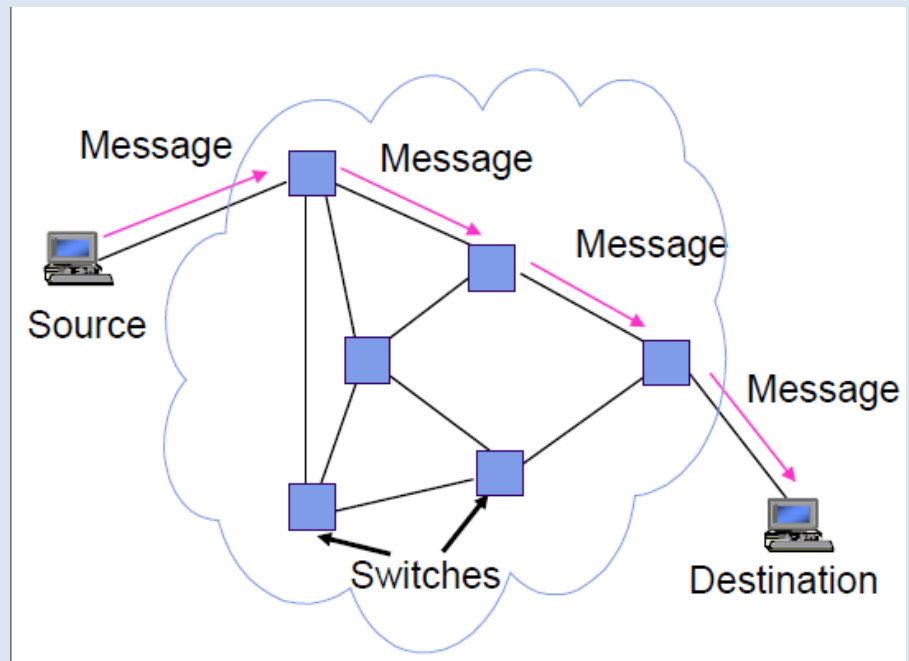 Message
Message
Message
Source
Message
Switches
Destination